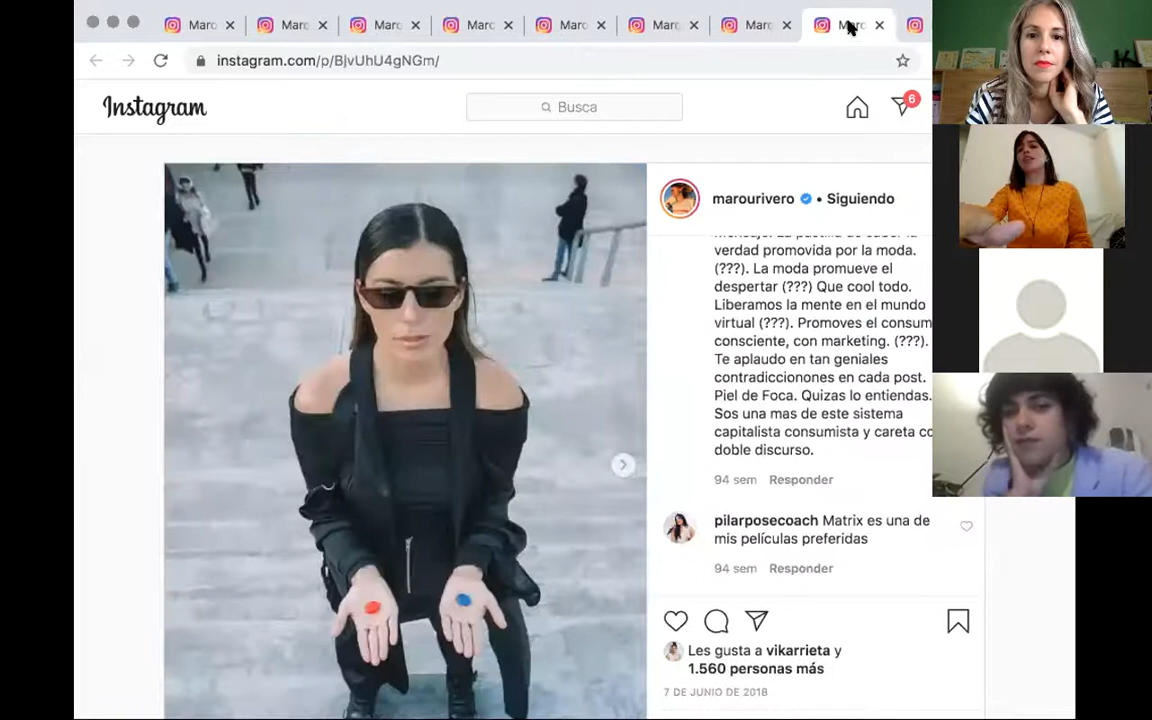 Marc
Marc
Marc
Marc
Marc
Marc
Marc
Marc
instagram.com/p/BjvUhU4gNGm/
Instagram
Busca
6
marourivero • Siguiendo
verdad promovida por la moda.
(???). La moda promueve el
despertar (???) Que cool todo.
Liberamos la mente en el mundo
virtual (???). Promoves el consum
consciente, con marketing. (???).
Te aplaudo en tan geniales
contradiccionones en cada post.
Piel de Foca. Quizas lo entiendas.
Sos una mas de este sistema
capitalista consumista y careta co
doble discurso.
94 sem Responder
pilarposecoach Matrix es una de
mis películas preferidas
94 sem Responder
Les gusta a vikarrieta y
1.560 personas más
7 DE JUNIO DE 2018